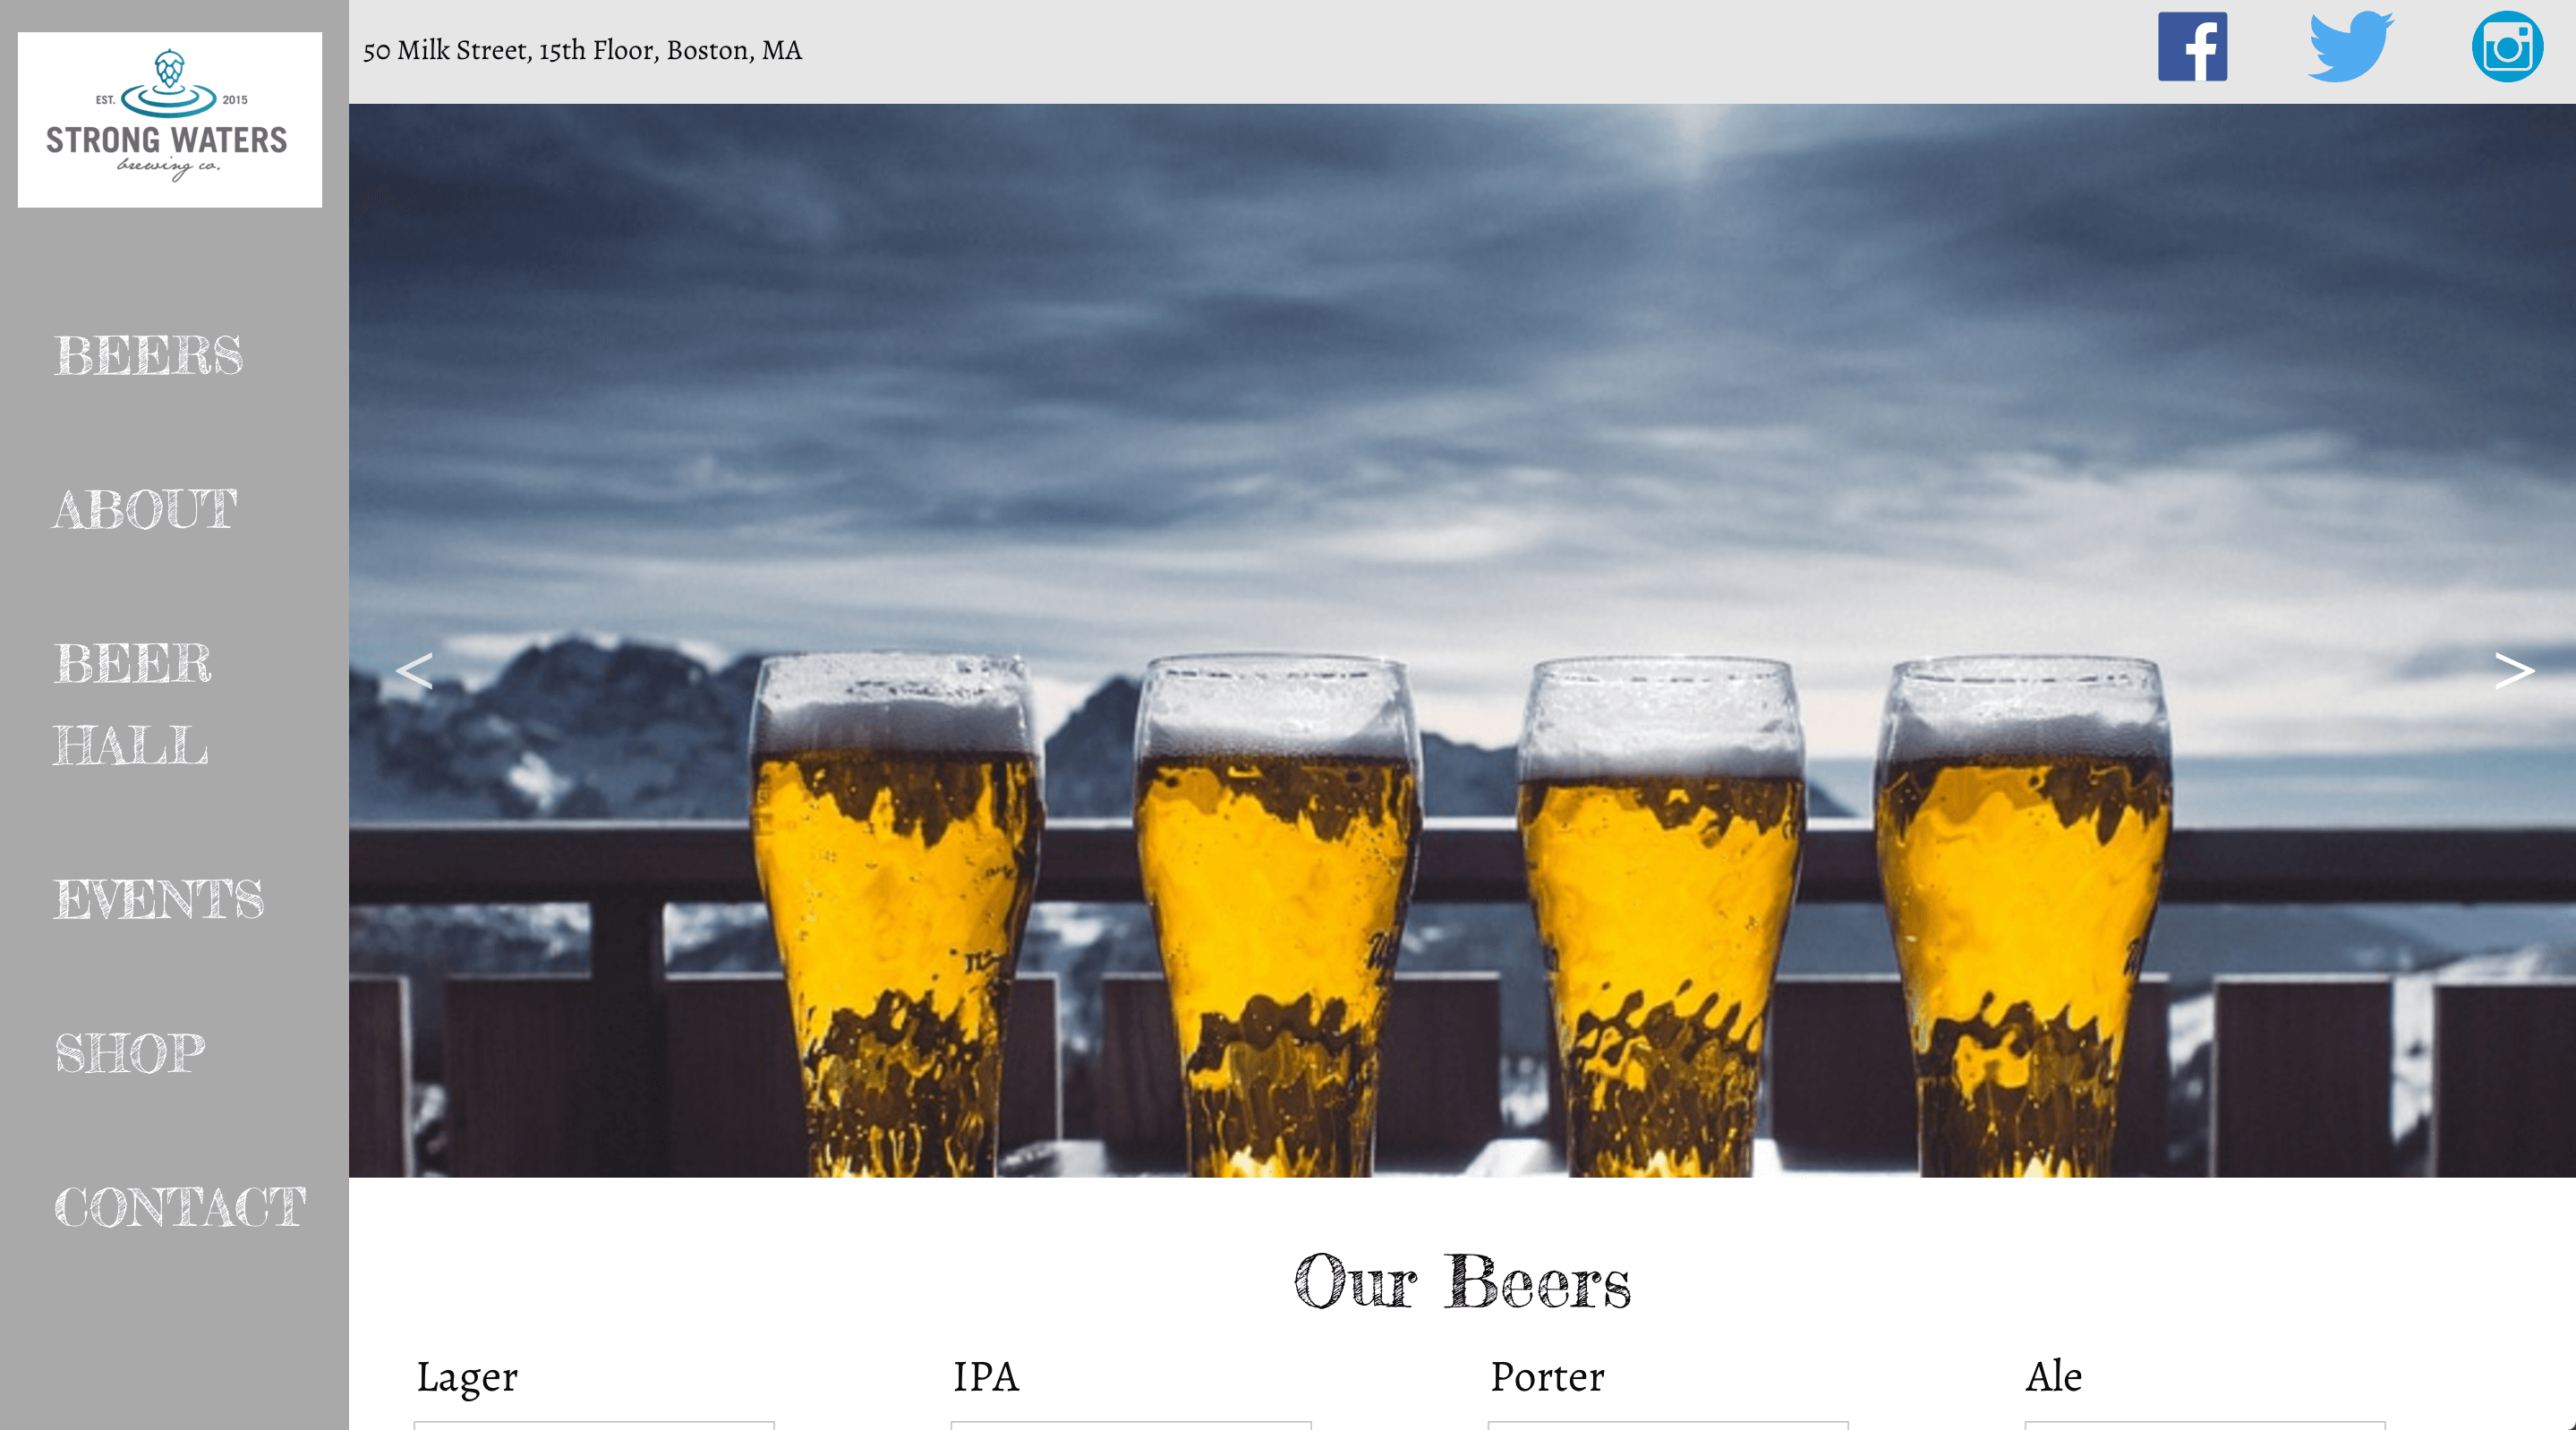 EST. 2015
STRONG WATERS
brewing co.
50 Milk Street, 15th Floor, Boston, MA
BEERS
ABOUT
BEER
HALL
EVENTS
SHOP
CONTACT
<
>
Our Beers
Lager
IPA
Porter
Ale